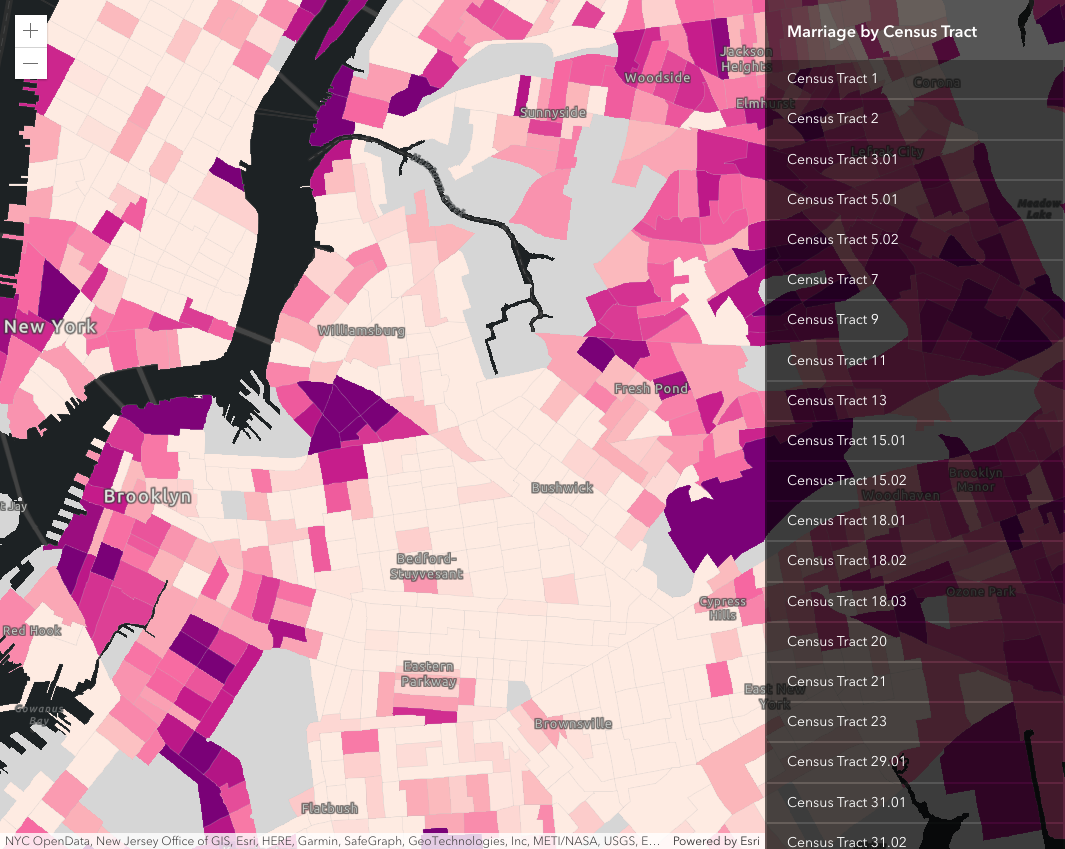 +
−
New York
Williamsburg
Brooklyn
Bedford-
Stuyvesant
Bushwick
Red Hook
Gowanus
Bay
Eastern
Parkway
Brownsville
Flatbush
Sunnyside
Woodside
Jackson
Heights
Elmhurst
Fresh Pond
Cypress
Hills
East New
York
t Jay
Creek
Corona
Lefrak City
Meadow
Lake
Brooklyn
Manor
Woodhaven
Ozone Park
Marriage by Census Tract
Census Tract 1
Census Tract 2
Census Tract 3.01
Census Tract 5.01
Census Tract 5.02
Census Tract 7
Census Tract 9
Census Tract 11
Census Tract 13
Census Tract 15.01
Census Tract 15.02
Census Tract 18.01
Census Tract 18.02
Census Tract 18.03
Census Tract 20
Census Tract 21
Census Tract 23
Census Tract 29.01
Census Tract 31.01
Census Tract 31.02
NYC OpenData, New Jersey Office of GIS, Esri, HERE, Garmin, SafeGraph, GeoTechnologies, Inc, METI/NASA, USGS, E...
Powered by Esri